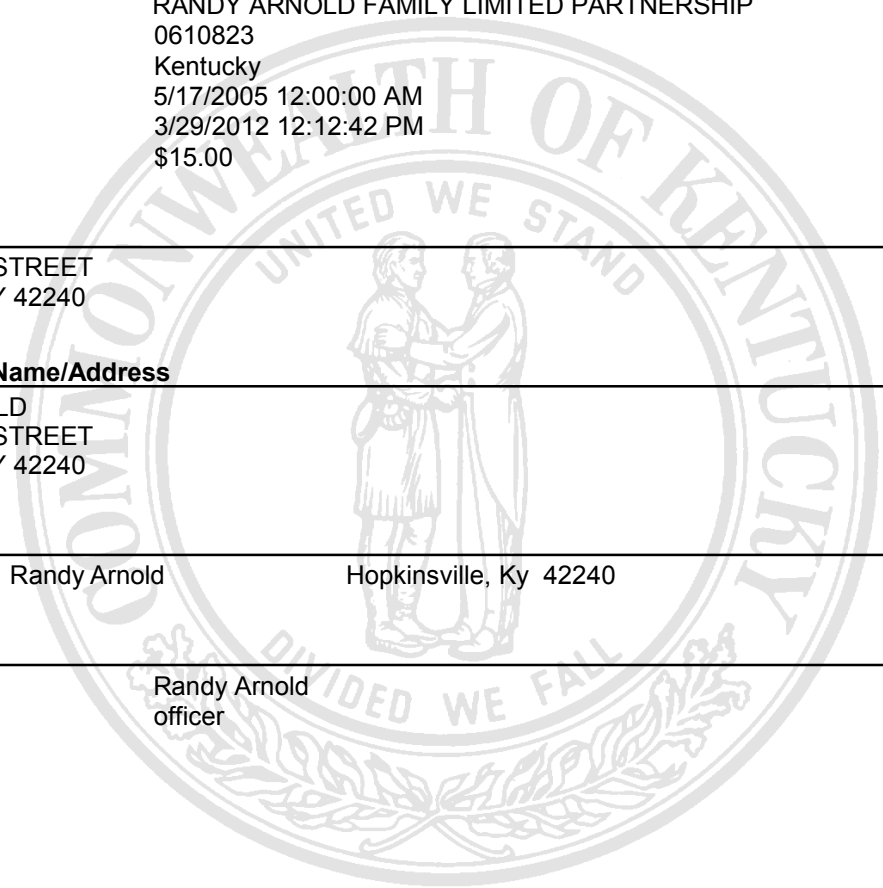 RANDY ARNOLD FAMILY LIMITED PARTNERSHIP
0610823
Kentucky
5/17/2005 12:00:00 AM
3/29/2012 12:12:42 PM
$15.00
COMMONWEALTH OF KENTUCKY
UNITED WE STAND
STREET
Y 42240
Name/Address
LD
STREET
Y 42240
Randy Arnold Hopkinsville, Ky 42240
DIVIDED WE FALL
Randy Arnold
officer